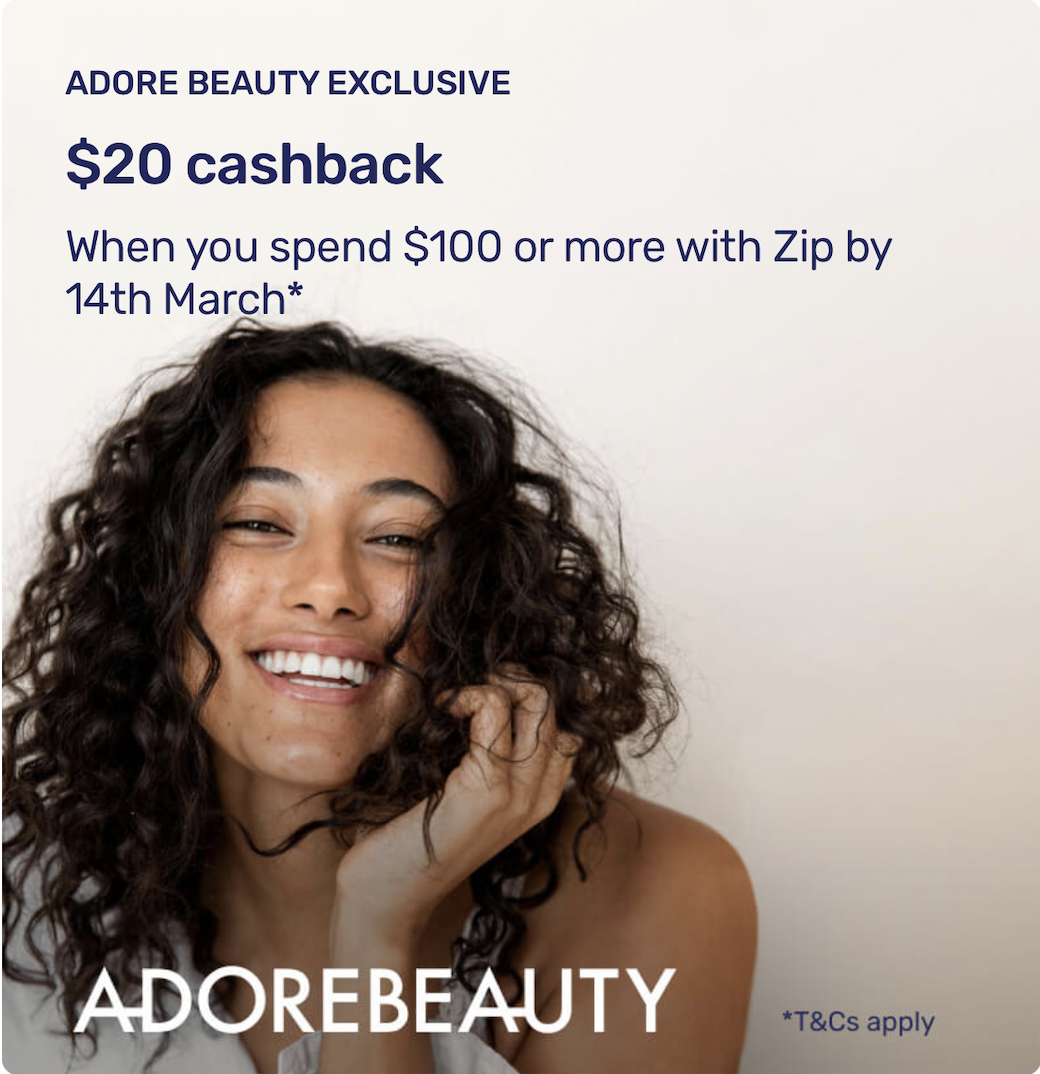 ADORE BEAUTY EXCLUSIVE
$20 cashback
When you spend $100 or more with Zip by
14th March*
ADOREBEAUTY
*T&Cs apply